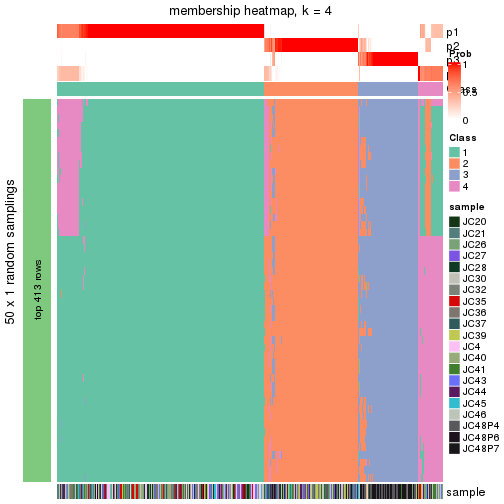 membership heatmap, k = 4
p1
p2
p3
Prob
1
0.5
0
Class
1
2
3
4
sample
JC20
JC21
JC26
JC27
JC28
JC30
JC32
JC35
JC36
JC37
JC39
JC4
JC40
JC41
JC43
JC44
JC45
JC46
JC48P4
JC48P6
JC48P7
50 x 1 random samplings
top 413 rows
sample